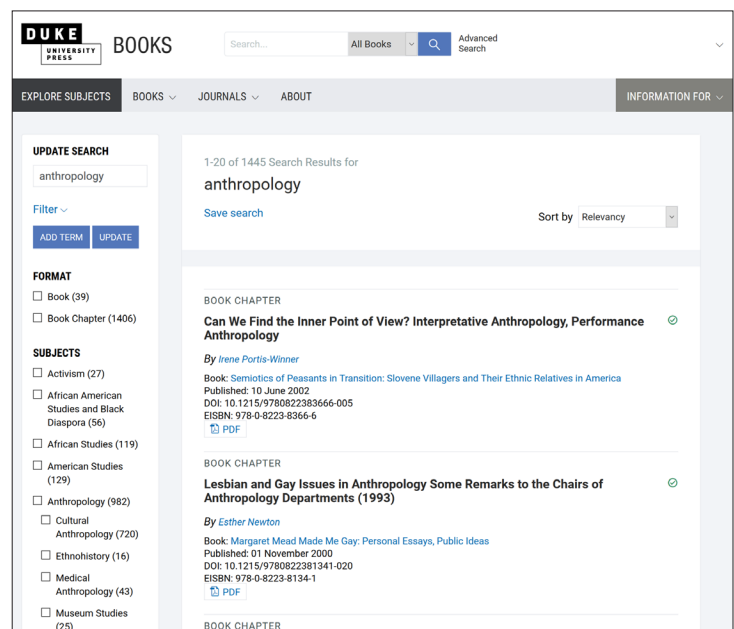 DUKE
UNIVERSITY
PRESS
BOOKS
Search...
All Books
Advanced
Search
EXPLORE SUBJECTS
BOOKS
JOURNALS
ABOUT
INFORMATION FOR
UPDATE SEARCH
anthropology
Filter
ADD TERM
UPDATE
FORMAT
Book (39)
Book Chapter (1406)
SUBJECTS
Activism (27)
African American
Studies and Black
Diaspora (56)
African Studies (119)
American Studies
(129)
Anthropology (982)
Cultural
Anthropology (720)
Ethnohistory (16)
Medical
Anthropology (43)
Museum Studies
(25)
1-20 of 1445 Search Results for
anthropology
Save search
Sort by Relevancy
BOOK CHAPTER
Can We Find the Inner Point of View? Interpretative Anthropology, Performance
Anthropology
By Irene Portis-Winner
Book: Semiotics of Peasants in Transition: Slovene Villagers and Their Ethnic Relatives in America
Published: 10 June 2002
DOI: 10.1215/9780822383666-005
EISBN: 978-0-8223-8366-6
PDF
BOOK CHAPTER
Lesbian and Gay Issues in Anthropology Some Remarks to the Chairs of
Anthropology Departments (1993)
By Esther Newton
Book: Margaret Mead Made Me Gay: Personal Essays, Public Ideas
Published: 01 November 2000
DOI: 10.1215/9780822381341-020
EISBN: 978-0-8223-8134-1
PDF
BOOK CHAPTER